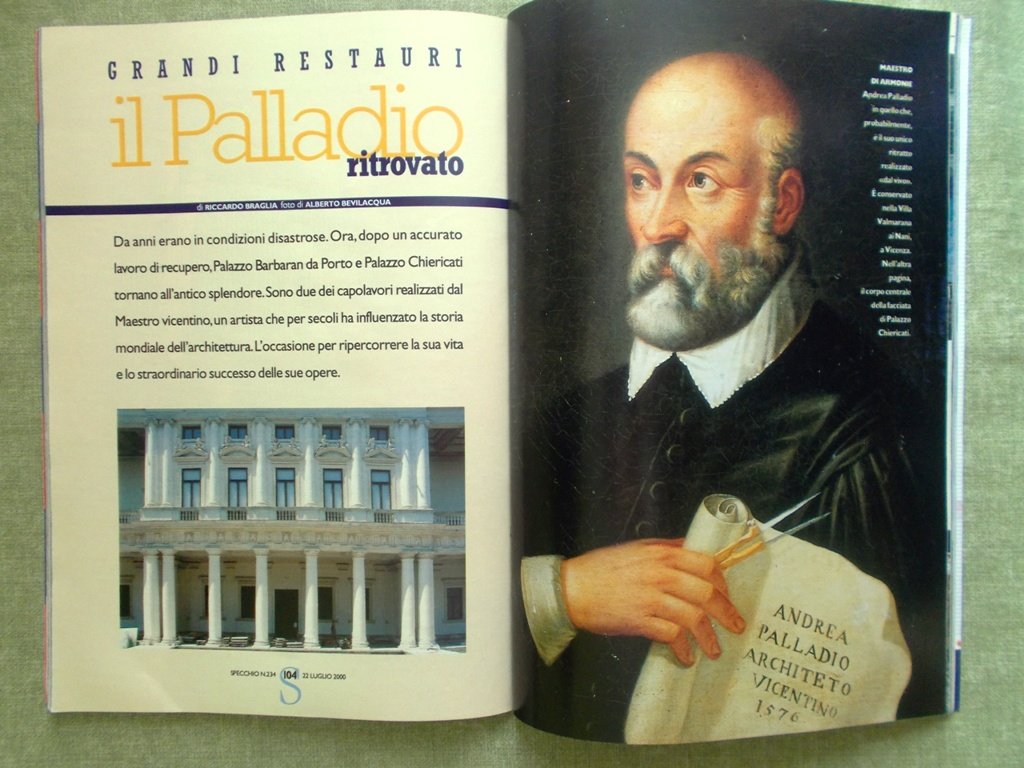 GRANDI RESTAURI
il Palladio
ritrovato
di RICCARDO BRAGLIA foto di ALBERTO BEVILACQUA
Da anni erano in condizioni disastrose. Ora, dopo un accurato
lavoro di recupero, Palazzo Barbaran da Porto e Palazzo Chiericati
tornano all'antico splendore. Sono due dei capolavori realizzati dal
Maestro vicentino, un artista che per secoli ha influenzato la storia
mondiale dell'architettura. L'occasione per ripercorrere la sua vita
e lo straordinario successo delle sue opere.
SPECCHIO N.234 104 22 LUGLIO 2000
S
MAESTRO
DI ARMONIE
Andrea Palladio
in quello che,
probabilmente,
è il suo unico
ritratto
realizzato
«dal vivo».
È conservato
nella Villa
Valmarana
ai Nani,
a Vicenza.
Nell'altra
pagina,
il corpo centrale
della facciata
di Palazzo
Chiericati.
ANDREA
PALLADIO
ARCHITETO
VICENTINO
1576